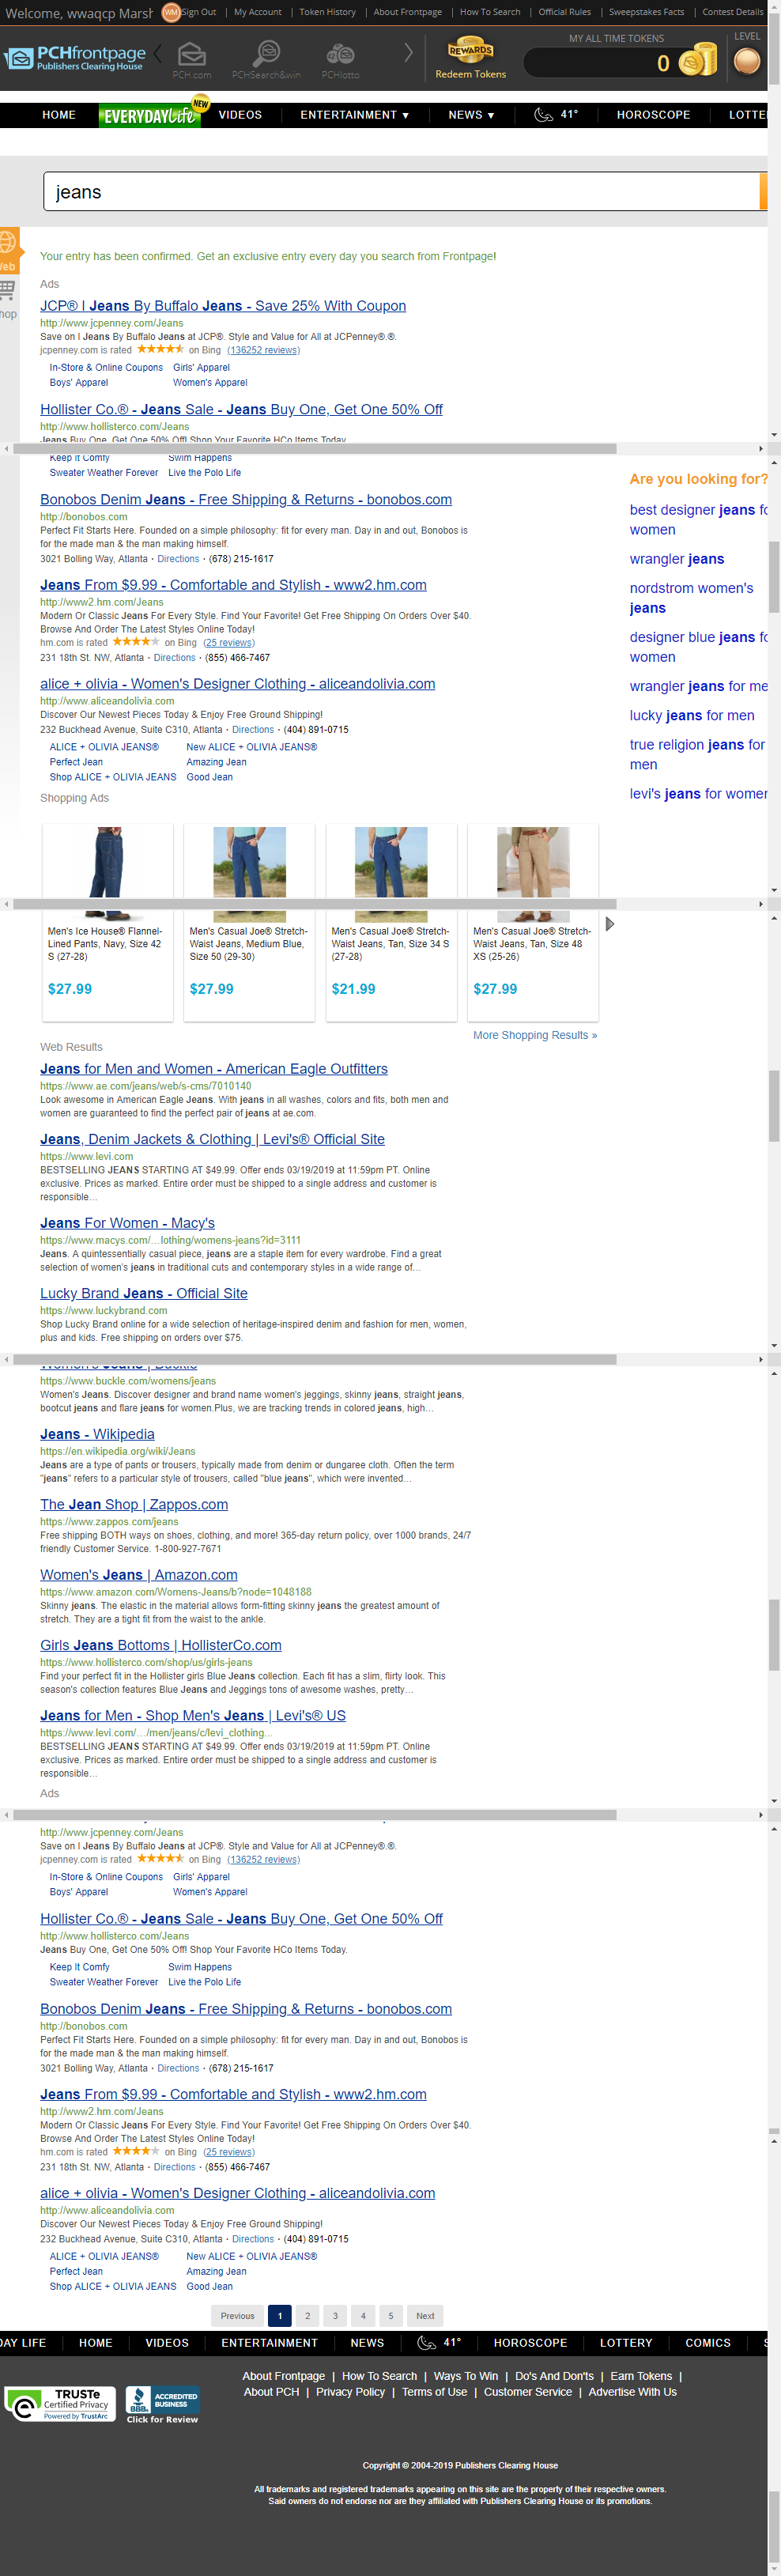 Welcome, wwaqcp Marsh WM Sign Out | My Account | Token History | About Frontpage | How To Search | Official Rules | Sweepstakes Facts | Contest Details
PCHfrontpage
Publishers Clearing House
PCH.com PCHSearch&win PCHlotto
REWARDS
Redeem Tokens
MY ALL TIME TOKENS
0
LEVEL
HOME EVERYDAY Life NEW VIDEOS ENTERTAINMENT ▼ NEWS ▼ 41° HOROSCOPE LOTTE
jeans
Web
Shop
Your entry has been confirmed. Get an exclusive entry every day you search from Frontpage!
Ads
JCP® I Jeans By Buffalo Jeans - Save 25% With Coupon
http://www.jcpenney.com/Jeans
Save on I Jeans By Buffalo Jeans at JCP®. Style and Value for All at JCPenney®.®.
jcpenney.com is rated on Bing (136252 reviews)
In-Store & Online Coupons Girls' Apparel
Boys' Apparel Women's Apparel
Hollister Co.® - Jeans Sale - Jeans Buy One, Get One 50% Off
http://www.hollisterco.com/Jeans
Jeans Buy One, Get One 50% Off! Shop Your Favorite HCo Items Today.
Keep It Comfy Swim Happens
Sweater Weather Forever Live the Polo Life
Bonobos Denim Jeans - Free Shipping & Returns - bonobos.com
http://bonobos.com
Perfect Fit Starts Here. Founded on a simple philosophy: fit for every man. Day in and out, Bonobos is
for the made man & the man making himself.
3021 Bolling Way, Atlanta · Directions · (678) 215-1617
Jeans From $9.99 - Comfortable and Stylish - www2.hm.com
http://www2.hm.com/Jeans
Modern Or Classic Jeans For Every Style. Find Your Favorite! Get Free Shipping On Orders Over $40.
Browse And Order The Latest Styles Online Today!
hm.com is rated on Bing (25 reviews)
231 18th St. NW, Atlanta · Directions · (855) 466-7467
alice + olivia - Women's Designer Clothing - aliceandolivia.com
http://www.aliceandolivia.com
Discover Our Newest Pieces Today & Enjoy Free Ground Shipping!
232 Buckhead Avenue, Suite C310, Atlanta · Directions · (404) 891-0715
ALICE + OLIVIA JEANS® New ALICE + OLIVIA JEANS®
Perfect Jean Amazing Jean
Shop ALICE + OLIVIA JEANS Good Jean
Are you looking for?
best designer jeans fo
women
wrangler jeans
nordstrom women's
jeans
designer blue jeans fo
women
wrangler jeans for me
lucky jeans for men
true religion jeans for
men
levi's jeans for women
Shopping Ads
Men's Ice House® Flannel-
Lined Pants, Navy, Size 42
S (27-28)
$27.99
Men's Casual Joe® Stretch-
Waist Jeans, Medium Blue,
Size 50 (29-30)
$27.99
Men's Casual Joe® Stretch-
Waist Jeans, Tan, Size 34 S
(27-28)
$21.99
Men's Casual Joe® Stretch-
Waist Jeans, Tan, Size 48
XS (25-26)
$27.99
More Shopping Results »
Web Results
Jeans for Men and Women - American Eagle Outfitters
https://www.ae.com/jeans/web/s-cms/7010140
Look awesome in American Eagle Jeans. With jeans in all washes, colors and fits, both men and
women are guaranteed to find the perfect pair of jeans at ae.com.
Jeans, Denim Jackets & Clothing | Levi's® Official Site
https://www.levi.com
BESTSELLING JEANS STARTING AT $49.99. Offer ends 03/19/2019 at 11:59pm PT. Online
exclusive. Prices as marked. Entire order must be shipped to a single address and customer is
responsible…
Jeans For Women - Macy's
https://www.macys.com/…lothing/womens-jeans?id=3111
Jeans. A quintessentially casual piece, jeans are a staple item for every wardrobe. Find a great
selection of women's jeans in traditional cuts and contemporary styles in a wide range of…
Lucky Brand Jeans - Official Site
https://www.luckybrand.com
Shop Lucky Brand online for a wide selection of heritage-inspired denim and fashion for men, women,
plus and kids. Free shipping on orders over $75.
Women's Jeans | Buckle
https://www.buckle.com/womens/jeans
Women's Jeans. Discover designer and brand name women's jeggings, skinny jeans, straight jeans,
bootcut jeans and flare jeans for women.Plus, we are tracking trends in colored jeans, high…
Jeans - Wikipedia
https://en.wikipedia.org/wiki/Jeans
Jeans are a type of pants or trousers, typically made from denim or dungaree cloth. Often the term
"jeans" refers to a particular style of trousers, called "blue jeans", which were invented…
The Jean Shop | Zappos.com
https://www.zappos.com/jeans
Free shipping BOTH ways on shoes, clothing, and more! 365-day return policy, over 1000 brands, 24/7
friendly Customer Service. 1-800-927-7671
Women's Jeans | Amazon.com
https://www.amazon.com/Womens-Jeans/b?node=1048188
Skinny jeans. The elastic in the material allows form-fitting skinny jeans the greatest amount of
stretch. They are a tight fit from the waist to the ankle.
Girls Jeans Bottoms | HollisterCo.com
https://www.hollisterco.com/shop/us/girls-jeans
Find your perfect fit in the Hollister girls Blue Jeans collection. Each fit has a slim, flirty look. This
season's collection features Blue Jeans and Jeggings tons of awesome washes, pretty…
Jeans for Men - Shop Men's Jeans | Levi's® US
https://www.levi.com/…/men/jeans/c/levi_clothing…
BESTSELLING JEANS STARTING AT $49.99. Offer ends 03/19/2019 at 11:59pm PT. Online
exclusive. Prices as marked. Entire order must be shipped to a single address and customer is
responsible…
Ads
http://www.jcpenney.com/Jeans
Save on I Jeans By Buffalo Jeans at JCP®. Style and Value for All at JCPenney®.®.
jcpenney.com is rated on Bing (136252 reviews)
In-Store & Online Coupons Girls' Apparel
Boys' Apparel Women's Apparel
Hollister Co.® - Jeans Sale - Jeans Buy One, Get One 50% Off
http://www.hollisterco.com/Jeans
Jeans Buy One, Get One 50% Off! Shop Your Favorite HCo Items Today.
Keep It Comfy Swim Happens
Sweater Weather Forever Live the Polo Life
Bonobos Denim Jeans - Free Shipping & Returns - bonobos.com
http://bonobos.com
Perfect Fit Starts Here. Founded on a simple philosophy: fit for every man. Day in and out, Bonobos is
for the made man & the man making himself.
3021 Bolling Way, Atlanta · Directions · (678) 215-1617
Jeans From $9.99 - Comfortable and Stylish - www2.hm.com
http://www2.hm.com/Jeans
Modern Or Classic Jeans For Every Style. Find Your Favorite! Get Free Shipping On Orders Over $40.
Browse And Order The Latest Styles Online Today!
hm.com is rated on Bing (25 reviews)
231 18th St. NW, Atlanta · Directions · (855) 466-7467
alice + olivia - Women's Designer Clothing - aliceandolivia.com
http://www.aliceandolivia.com
Discover Our Newest Pieces Today & Enjoy Free Ground Shipping!
232 Buckhead Avenue, Suite C310, Atlanta · Directions · (404) 891-0715
ALICE + OLIVIA JEANS® New ALICE + OLIVIA JEANS®
Perfect Jean Amazing Jean
Shop ALICE + OLIVIA JEANS Good Jean
Previous 1 2 3 4 5 Next
DAY LIFE HOME VIDEOS ENTERTAINMENT NEWS 41° HOROSCOPE LOTTERY COMICS S
About Frontpage | How To Search | Ways To Win | Do's And Don'ts | Earn Tokens |
About PCH | Privacy Policy | Terms of Use | Customer Service | Advertise With Us
TRUSTe
Certified Privacy
Powered by TrustArc
BBB
ACCREDITED
BUSINESS
Click for Review
Copyright © 2004-2019 Publishers Clearing House
All trademarks and registered trademarks appearing on this site are the property of their respective owners.
Said owners do not endorse nor are they affiliated with Publishers Clearing House or its promotions.